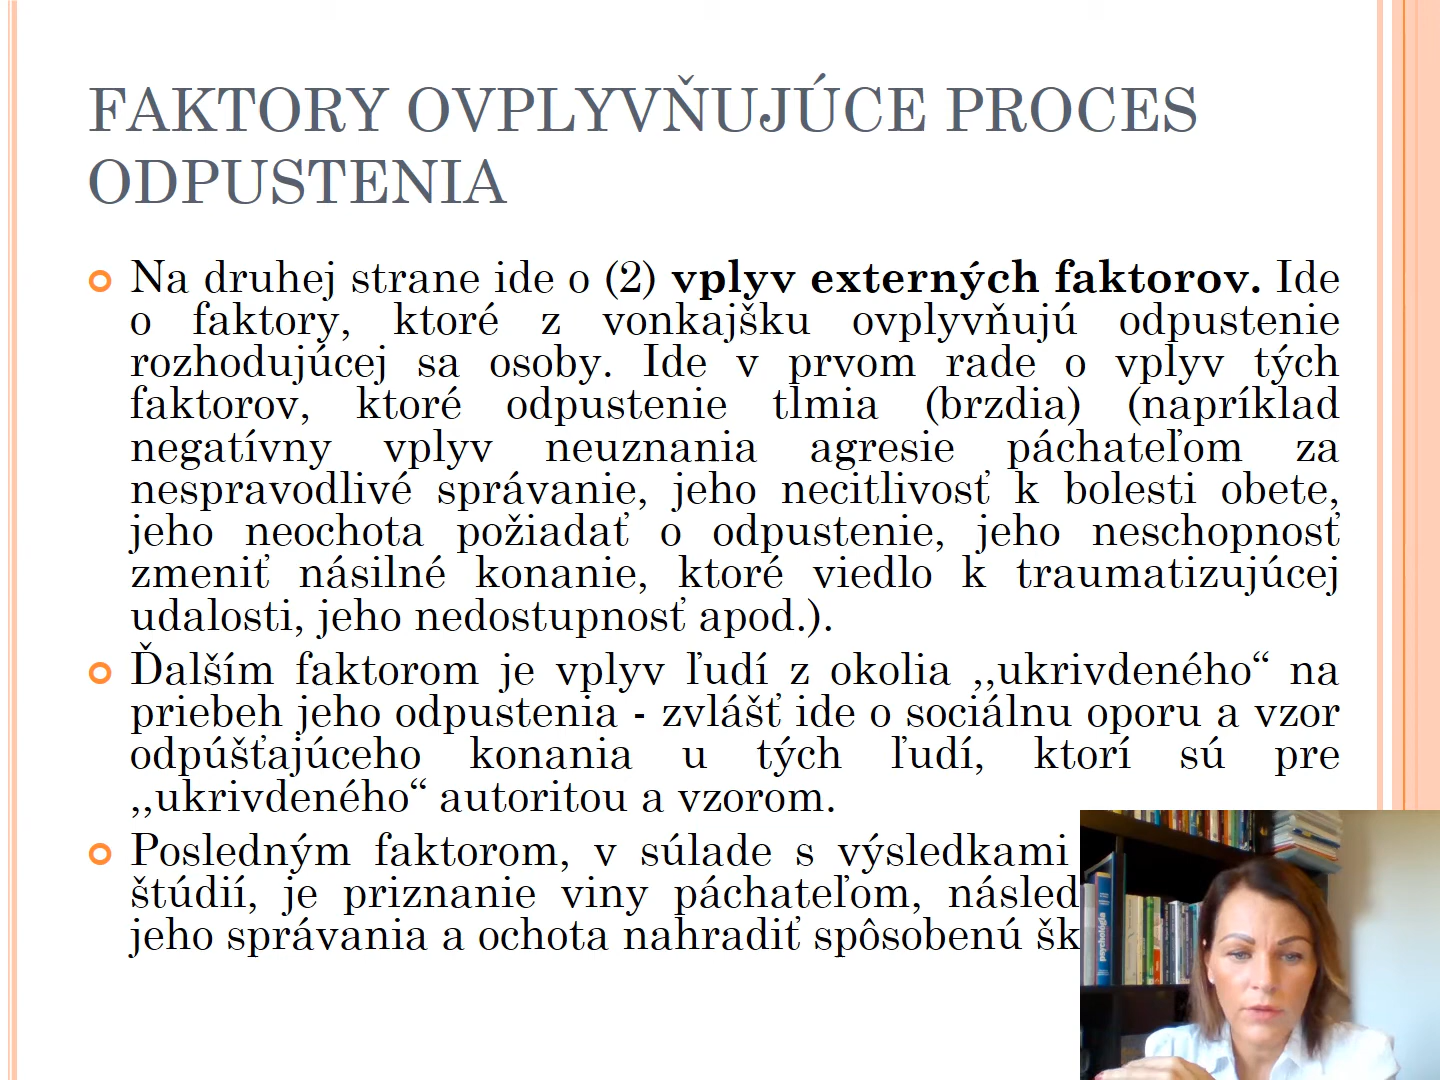 FAKTORY OVPLYVŇUJÚCE PROCES
ODPUSTENIA
Na druhej strane ide o (2) vplyv externých faktorov. Ide
o faktory, ktoré z vonkajšku ovplyvňujú odpustenie
rozhodujúcej sa osoby. Ide v prvom rade o vplyv tých
faktorov, ktoré odpustenie tlmia (brzdia) (napríklad
negatívny vplyv neuznania agresie páchateľom za
nespravodlivé správanie, jeho necitlivosť k bolesti obete,
jeho neochota požiadať o odpustenie, jeho neschopnosť
zmeniť násilné konanie, ktoré viedlo k traumatizujúcej
udalosti, jeho nedostupnosť apod.).
Ďalším faktorom je vplyv ľudí z okolia ,,ukrivdeného“ na
priebeh jeho odpustenia - zvlášť ide o sociálnu oporu a vzor
odpúšťajúceho konania u tých ľudí, ktorí sú pre
,,ukrivdeného“ autoritou a vzorom.
Posledným faktorom, v súlade s výsledkami
štúdií, je priznanie viny páchateľom, násled
jeho správania a ochota nahradiť spôsobenú šk
psychológia